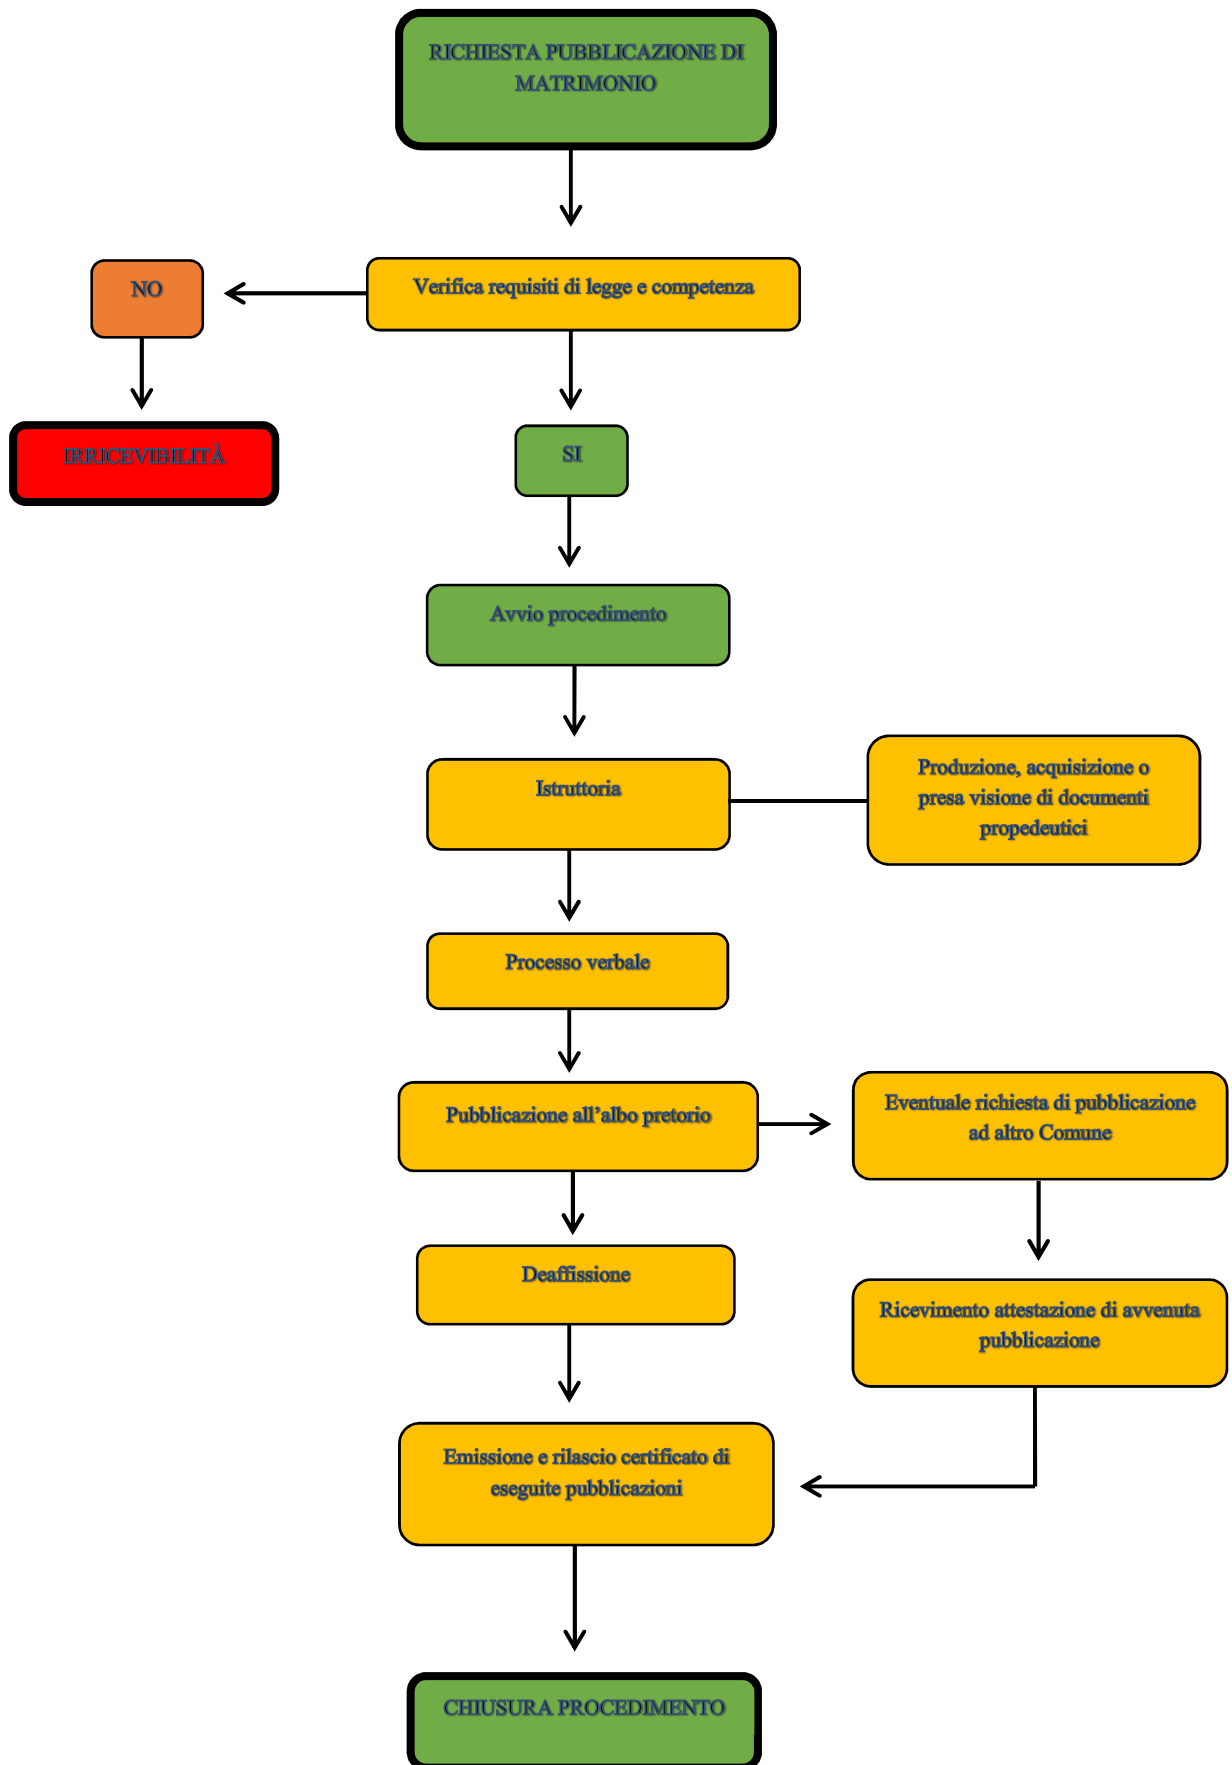 RICHIESTA PUBBLICAZIONE DI
MATRIMONIO
Verifica requisiti di legge e competenza
NO
IRRICEVIBILITÀ
SI
Avvio procedimento
Istruttoria
Produzione, acquisizione o
presa visione di documenti
propedeutici
Processo verbale
Pubblicazione all’albo pretorio
Eventuale richiesta di pubblicazione
ad altro Comune
Deaffissione
Ricevimento attestazione di avvenuta
pubblicazione
Emissione e rilascio certificato di
eseguite pubblicazioni
CHIUSURA PROCEDIMENTO